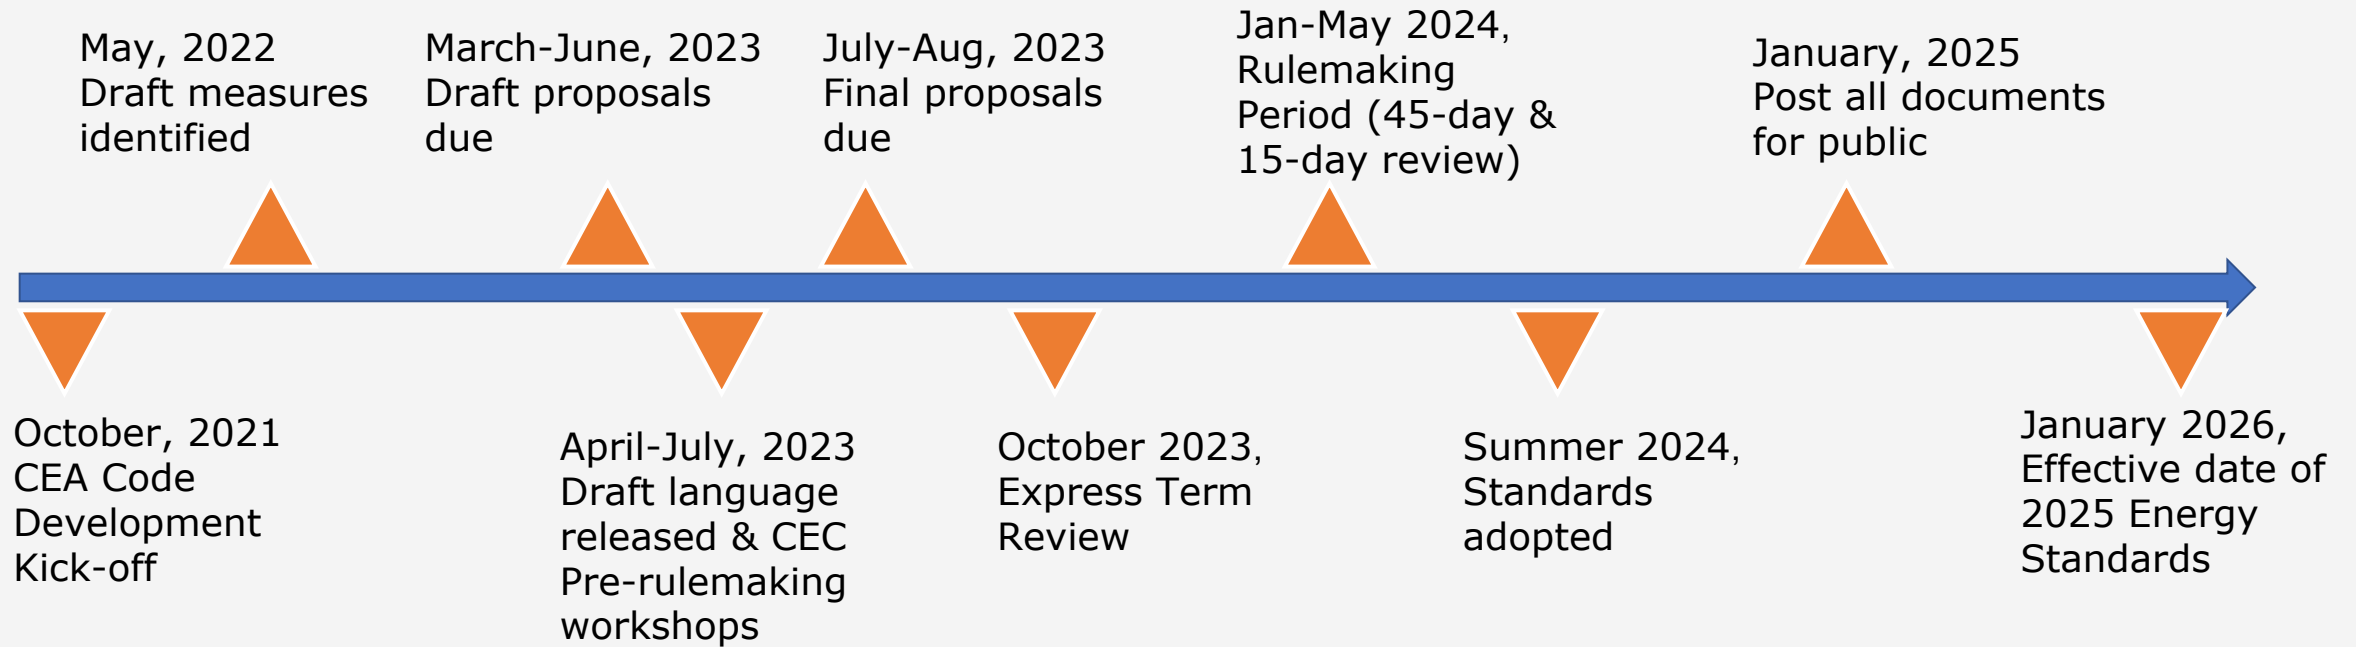 May, 2022
Draft measures
identified
March-June, 2023
Draft proposals
due
July-Aug, 2023
Final proposals
due
Jan-May 2024,
Rulemaking
Period (45-day &
15-day review)
January, 2025
Post all documents
for public
October, 2021
CEA Code
Development
Kick-off
April-July, 2023
Draft language
released & CEC
Pre-rulemaking
workshops
October 2023,
Express Term
Review
Summer 2024,
Standards
adopted
January 2026,
Effective date of
2025 Energy
Standards